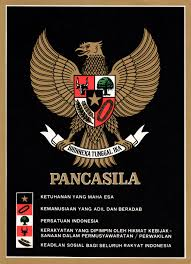 BHINNEKA TUNGGAL IKA
PANCASILA
KETUHANAN YANG MAHA ESA
KEMANUSIAAN YANG ADIL DAN BERADAB
PERSATUAN INDONESIA
KERAKYATAN YANG DIPIMPIN OLEH HIKMAT KEBIJAK-
SANAAN DALAM PERMUSYAWARATAN / PERWAKILAN
KEADILAN SOSIAL BAGI SELURUH RAKYAT INDONESIA